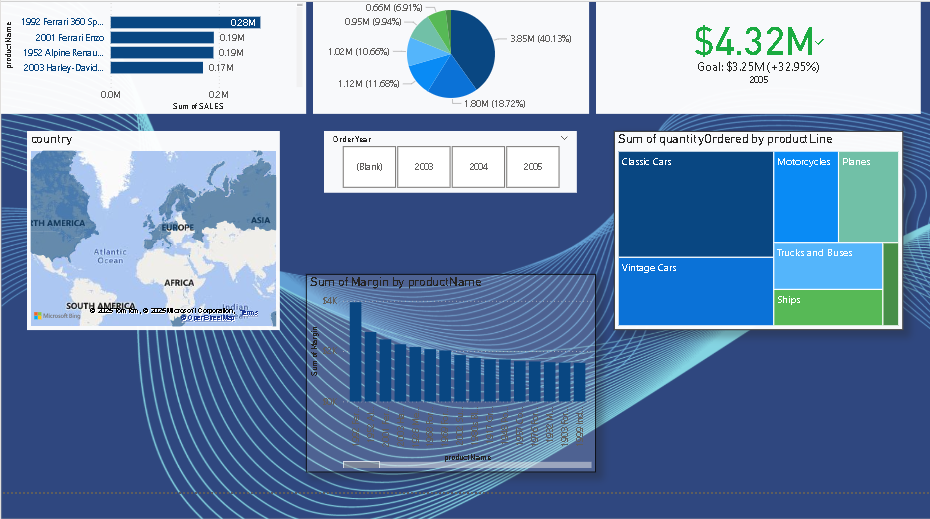 productName
1992 Ferrari 360 Sp...
0.28M
2001 Ferrari Enzo
0.19M
1952 Alpine Renau...
0.19M
2003 Harley-David...
0.17M
0.0M
0.2M
Sum of SALES
0.66M (6.91%)
0.95M (9.94%)
1.02M (10.66%)
1.12M (11.68%)
3.85M (40.13%)
1.80M (18.72%)
$4.32M
Goal: $3.25M (+32.95%)
2005
country
NORTH AMERICA
EUROPE
ASIA
Atlantic
Ocean
AFRICA
SOUTH AMERICA
Indian
Microsoft Bing
© 2025 TomTom, © 2025 Microsoft Corporation,
Terms
© OpenStreetMap
OrderYear
(Blank)
2003
2004
2005
Sum of quantityOrdered by productLine
Classic Cars
Motorcycles
Planes
Vintage Cars
Trucks and Buses
Ships
Sum of Margin by productName
$4K
Sum of Margin
productName